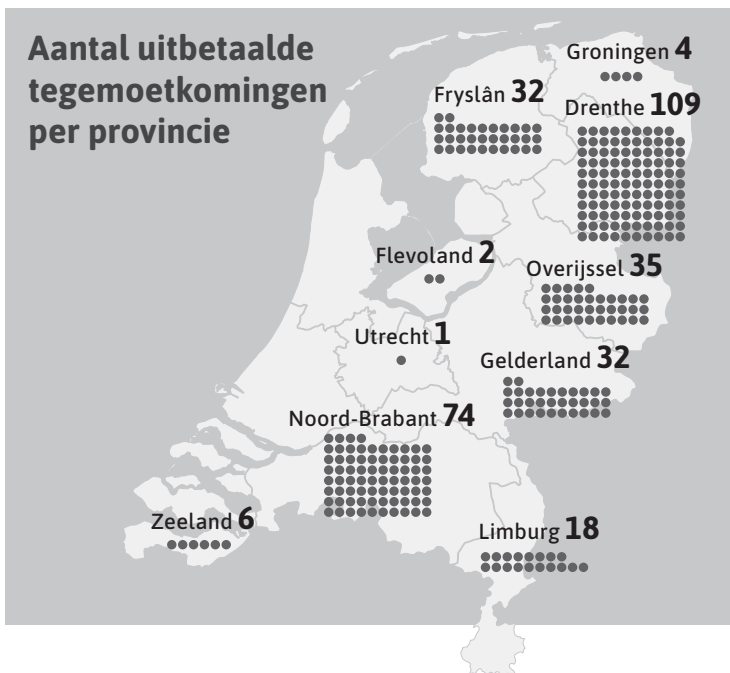 Aantal uitbetaalde
tegemoetkomingen
per provincie
Groningen 4
Fryslân 32
Drenthe 109
Flevoland 2
Overijssel 35
Utrecht 1
Gelderland 32
Noord-Brabant 74
Zeeland 6
Limburg 18